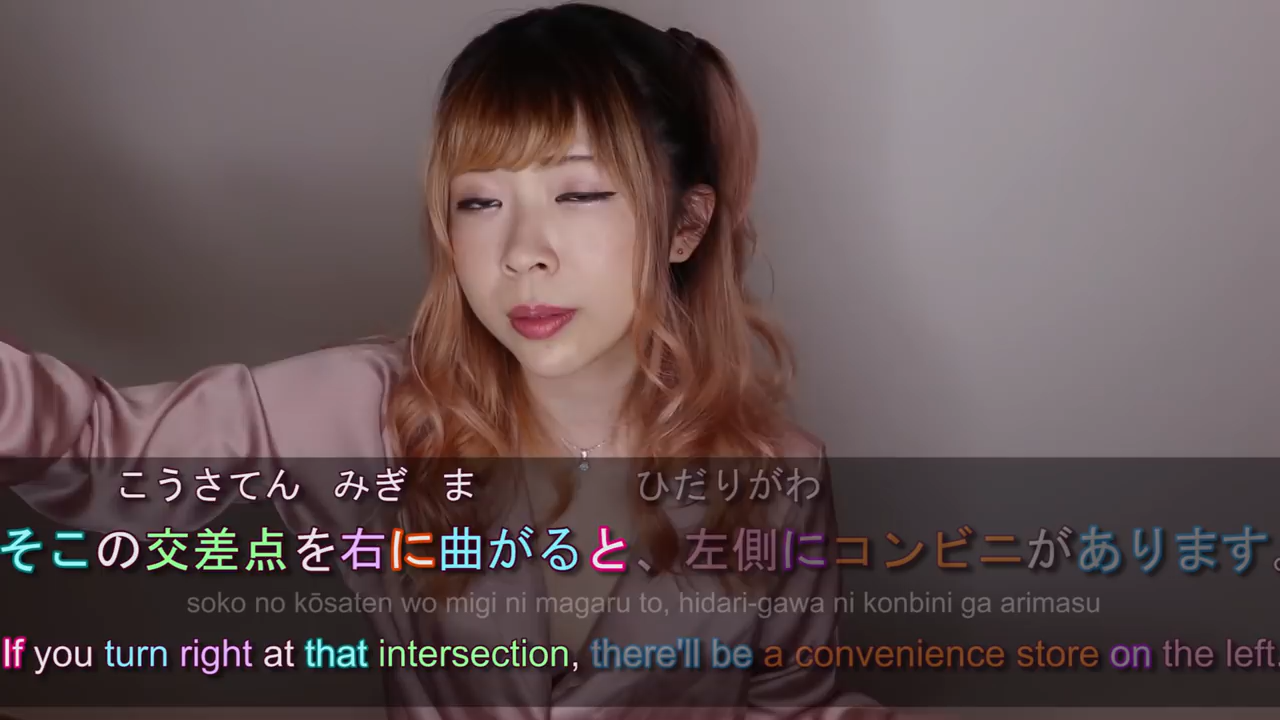 こうさてん みぎ ま ひだりがわ
そこの交差点を右に曲がると、左側にコンビニがあります。
soko no kōsaten wo migi ni magaru to, hidari-gawa ni konbini ga arimasu
If you turn right at that intersection, there'll be a convenience store on the left.